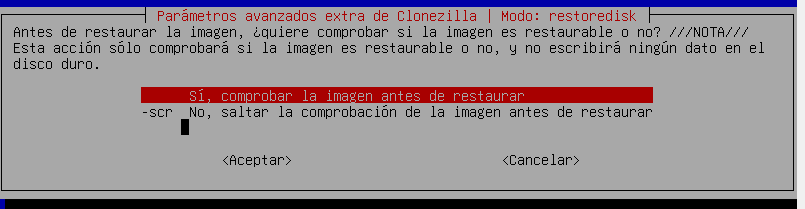 Parámetros avanzados extra de Clonezilla | Modo: restoredisk
Antes de restaurar la imagen, ¿quiere comprobar si la imagen es restaurable o no? ///NOTA///
Esta acción sólo comprobará si la imagen es restaurable o no, y no escribirá ningún dato en el
disco duro.
Sí, comprobar la imagen antes de restaurar
-scr No, saltar la comprobación de la imagen antes de restaurar
<Aceptar> <Cancelar>